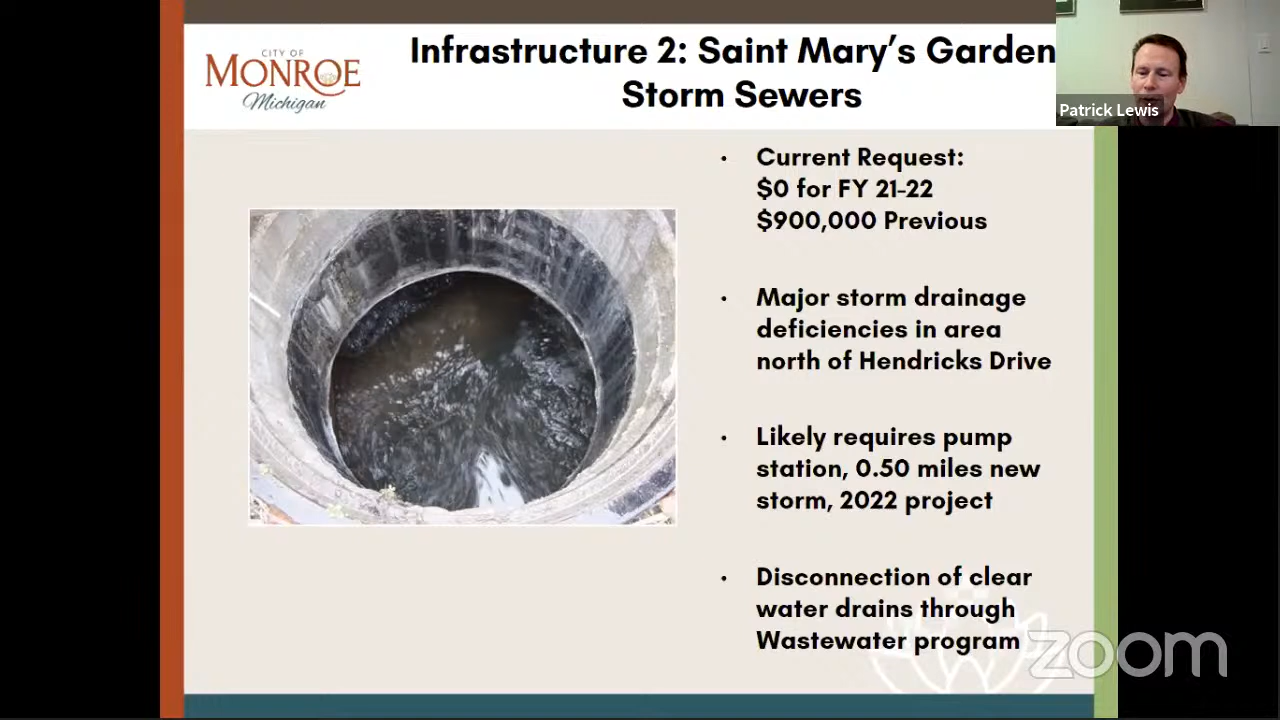 CITY OF
MONROE
Michigan
Infrastructure 2: Saint Mary's Garden
Storm Sewers
Patrick Lewis
• Current Request:
$0 for FY 21-22
$900,000 Previous
• Major storm drainage
deficiencies in area
north of Hendricks Drive
• Likely requires pump
station, 0.50 miles new
storm, 2022 project
• Disconnection of clear
water drains through
Wastewater program
zoom